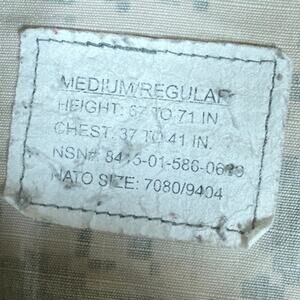 MEDIUM/REGULAR
HEIGHT: 67 TO 71 IN
CHEST: 37 TO 41 IN.
NSN#
NATO SIZE: 7080/9404